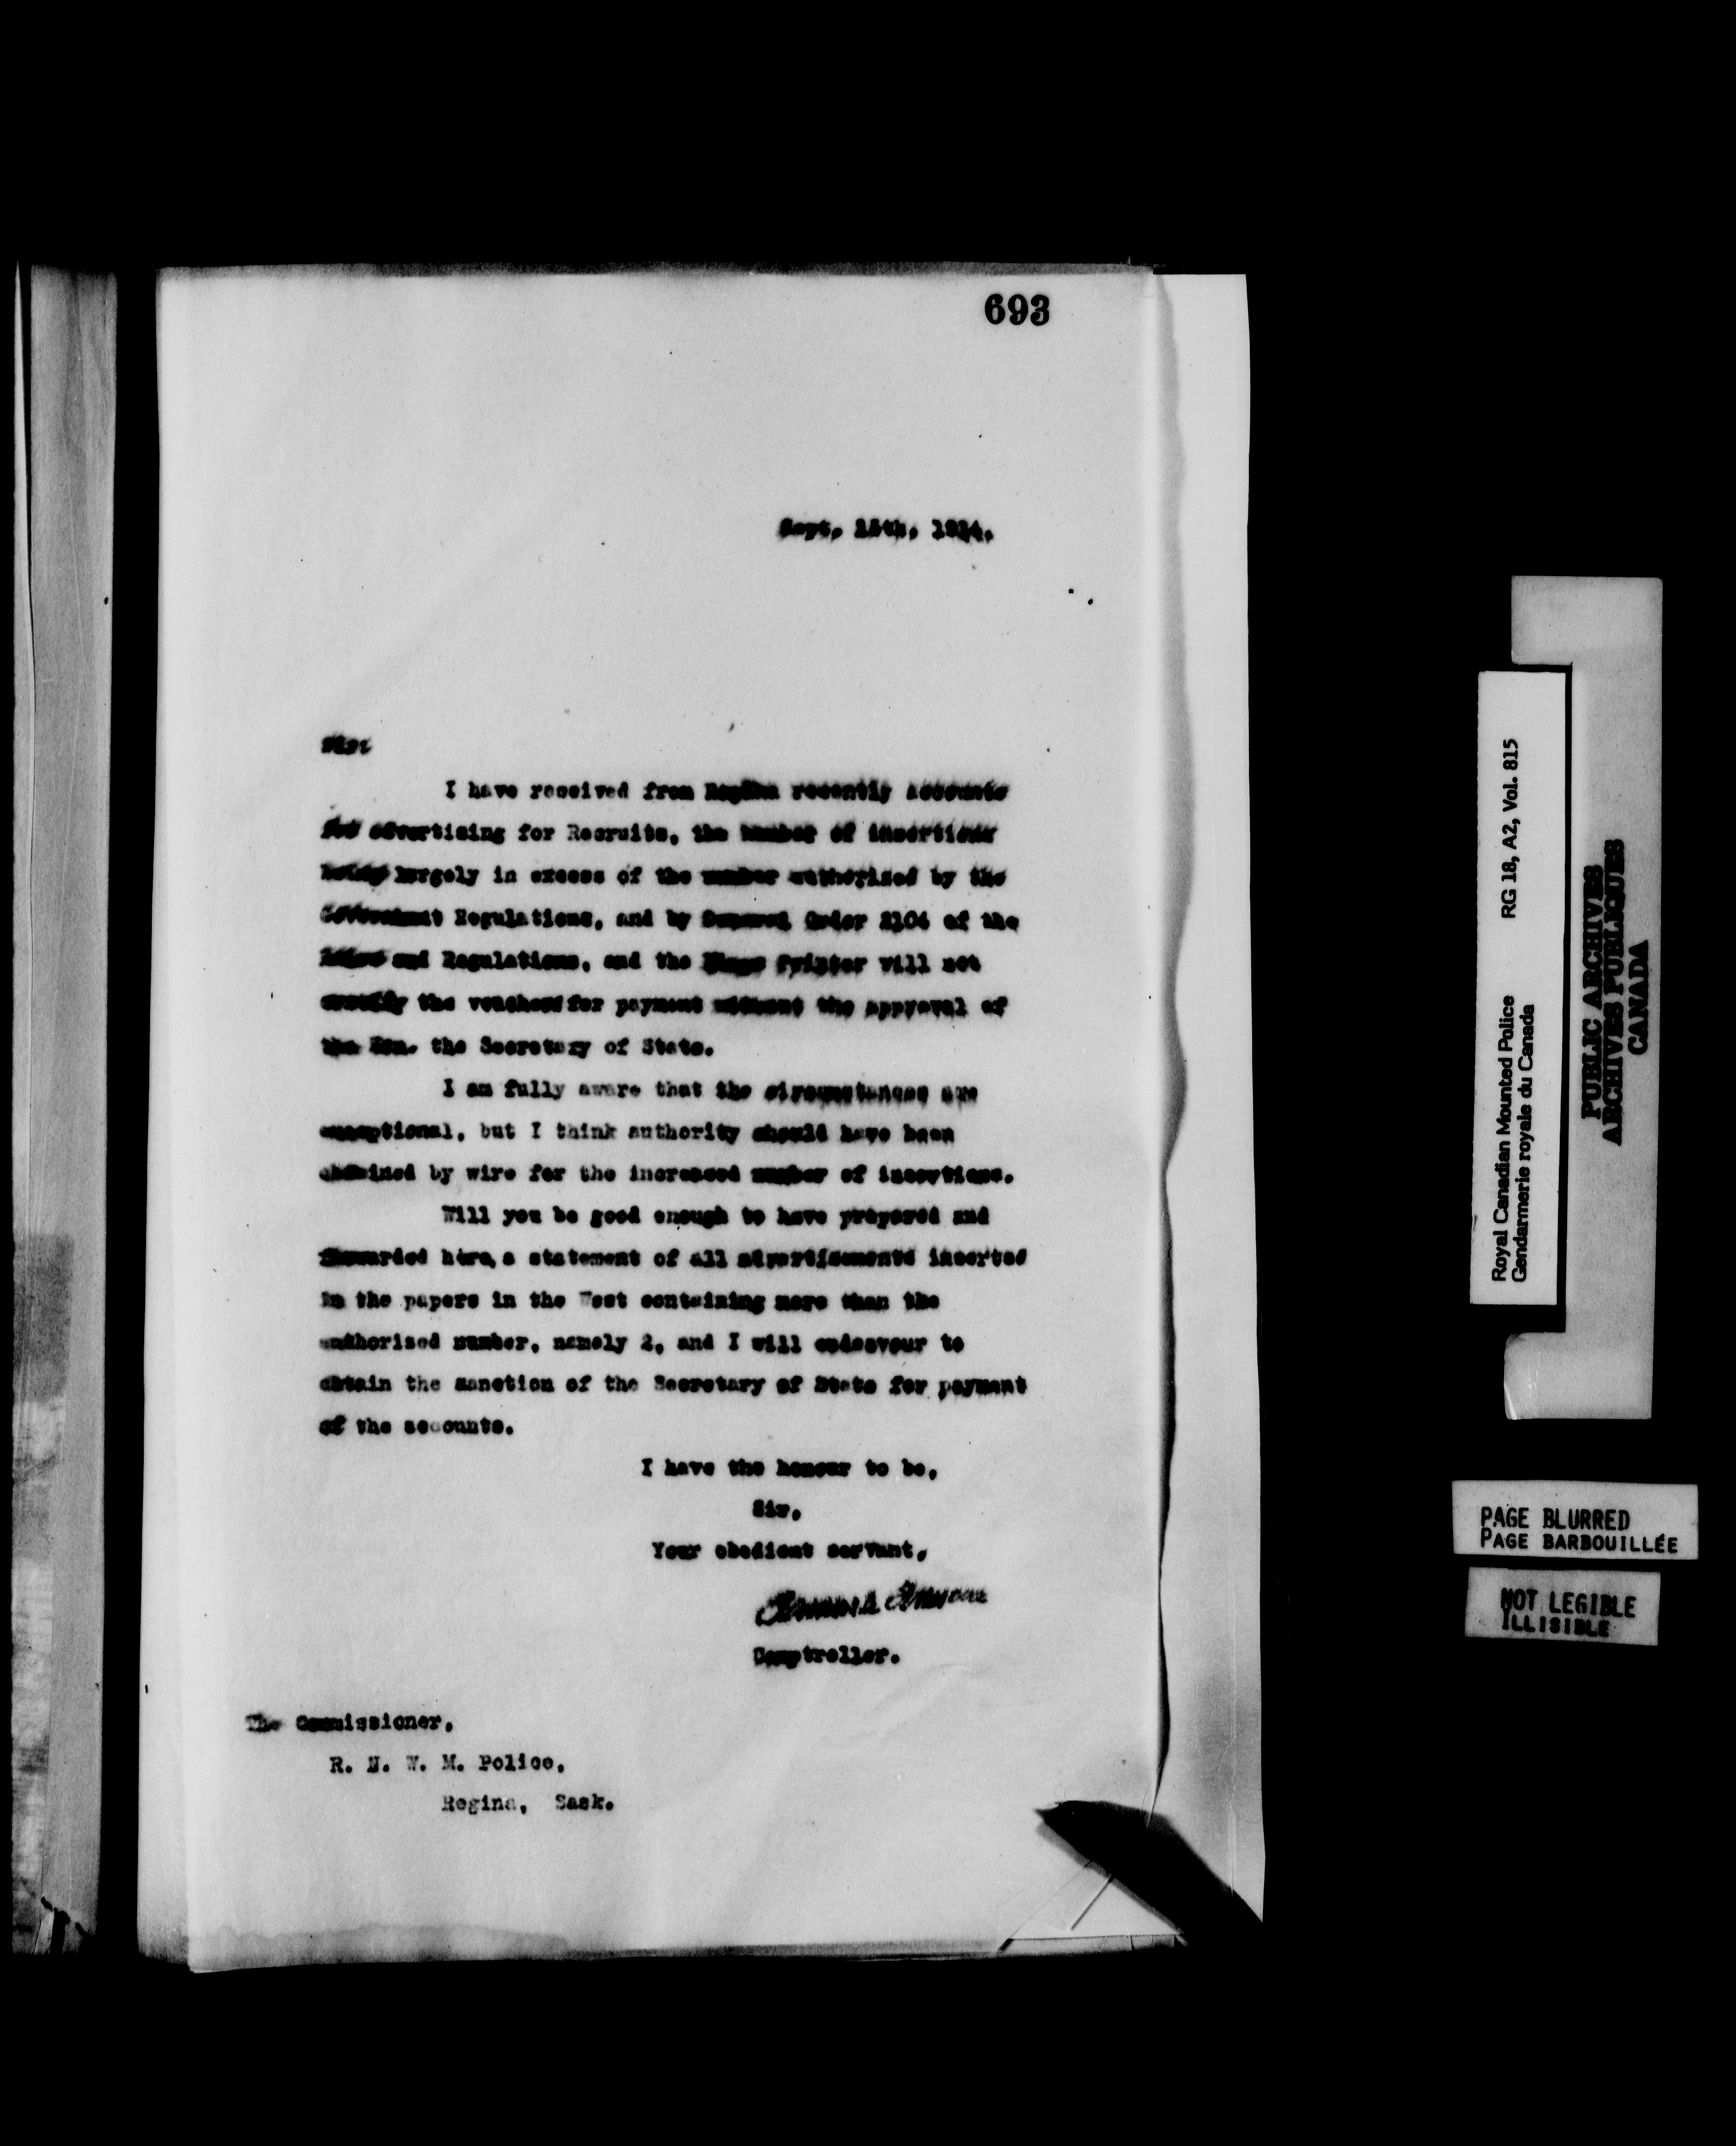 693
Sept. 15th, 1914.
Sir:
I have received from Regina recently accounts
for advertising for Recruits, the number of insertions
being largely in excess of the number authorized by the
Government Regulations, and by General Order 2104 of the
and Regulations, and the Kings Printer will not
the vouchers for payment without the approval of
the Hon. the Secretary of State.
I am fully aware that the circumstances are
exceptional, but I think authority should have been
obtained by wire for the increased number of insertions.
Will you be good enough to have prepared and
forwarded here, a statement of all advertisements inserted
in the papers in the West containing more than the
authorized number, namely 2, and I will endeavour to
obtain the sanction of the Secretary of State for payment
of the accounts.
I have the honour to be,
Sir,
Your obedient servant,
Comptroller.
The Commissioner,
R. N. W. M. Police,
Regina, Sask.
Royal Canadian Mounted Police RG 18, A2, Vol. 815
Gendarmerie royale du Canada
PUBLIC ARCHIVES
ARCHIVES PUBLIQUES
CANADA
PAGE BLURRED
PAGE BARBOUILLÉE
NOT LEGIBLE
ILLISIBLE